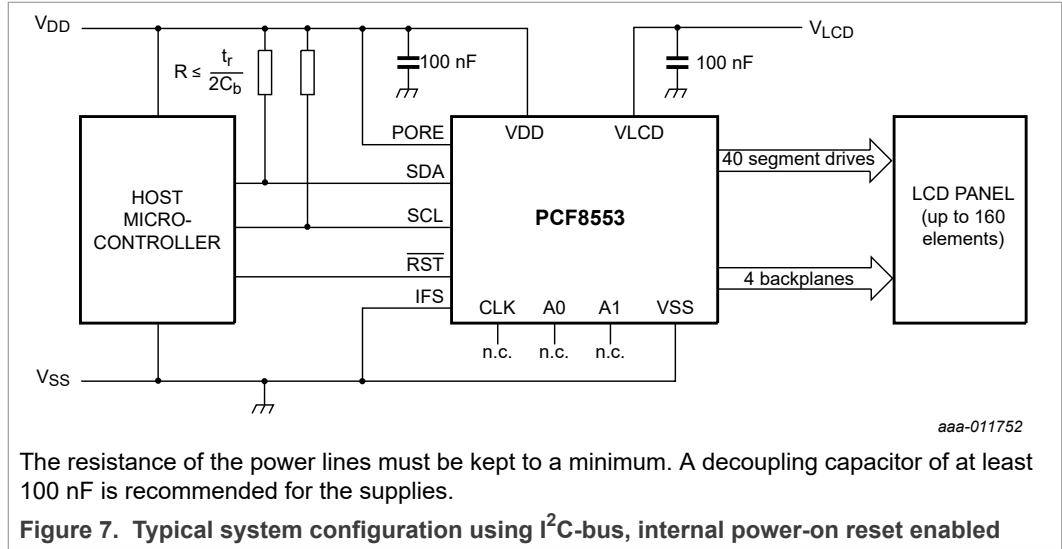 VDD
VLCD
R ≤ tr
2Cb
100 nF
100 nF
PORE
VDD
VLCD
SDA
40 segment drives
HOST
MICRO-
CONTROLLER
SCL
PCF8553
LCD PANEL
(up to 160
elements)
RST
4 backplanes
IFS
CLK
A0
A1
VSS
n.c.
n.c.
n.c.
VSS
aaa-011752
The resistance of the power lines must be kept to a minimum. A decoupling capacitor of at least
100 nF is recommended for the supplies.
Figure 7. Typical system configuration using I²C-bus, internal power-on reset enabled